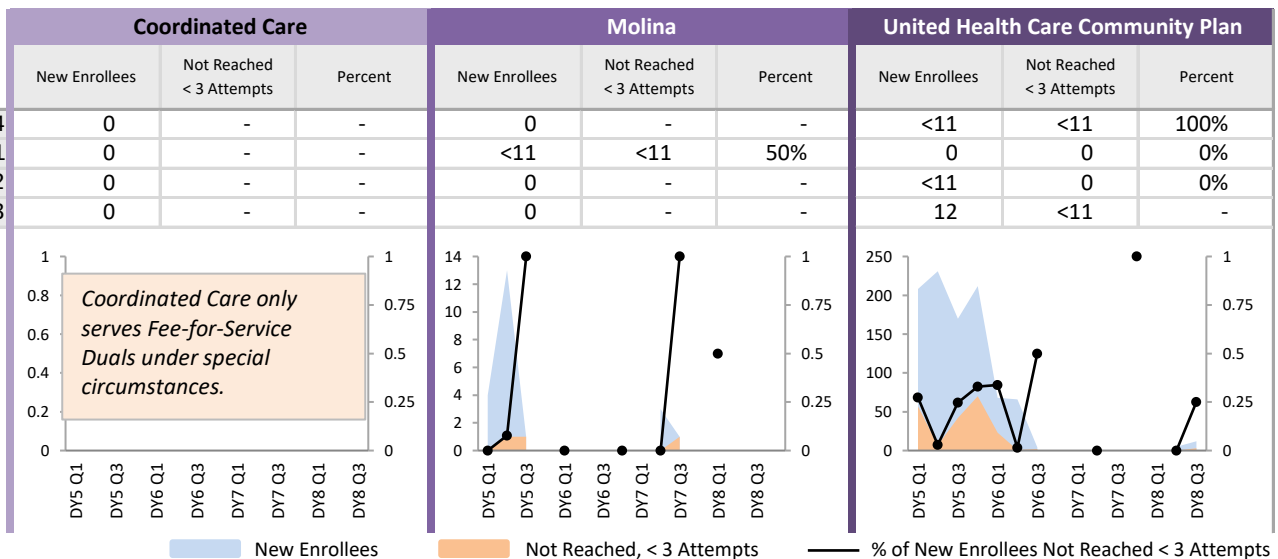 Coordinated Care Molina United Health Care Community Plan
New Enrollees Not Reached < 3 Attempts Percent New Enrollees Not Reached < 3 Attempts Percent New Enrollees Not Reached < 3 Attempts Percent
4 0 - - 0 - - <11 <11 100%
1 0 - - <11 <11 50% 0 0 0%
2 0 - - 0 - - <11 0 0%
3 0 - - 0 - - 12 <11 -
1
0.8
0.6
0.4
0.2
0
Coordinated Care only
serves Fee-for-Service
Duals under special
circumstances.
1
0.75
0.5
0.25
0
DY5 Q1
DY5 Q3
DY6 Q1
DY6 Q3
DY7 Q1
DY7 Q3
DY8 Q1
DY8 Q3
14
12
10
8
6
4
2
0
1
0.75
0.5
0.25
0
DY5 Q1
DY5 Q3
DY6 Q1
DY6 Q3
DY7 Q1
DY7 Q3
DY8 Q1
DY8 Q3
250
200
150
100
50
0
1
0.75
0.5
0.25
0
DY5 Q1
DY5 Q3
DY6 Q1
DY6 Q3
DY7 Q1
DY7 Q3
DY8 Q1
DY8 Q3
New Enrollees Not Reached, < 3 Attempts % of New Enrollees Not Reached < 3 Attempts